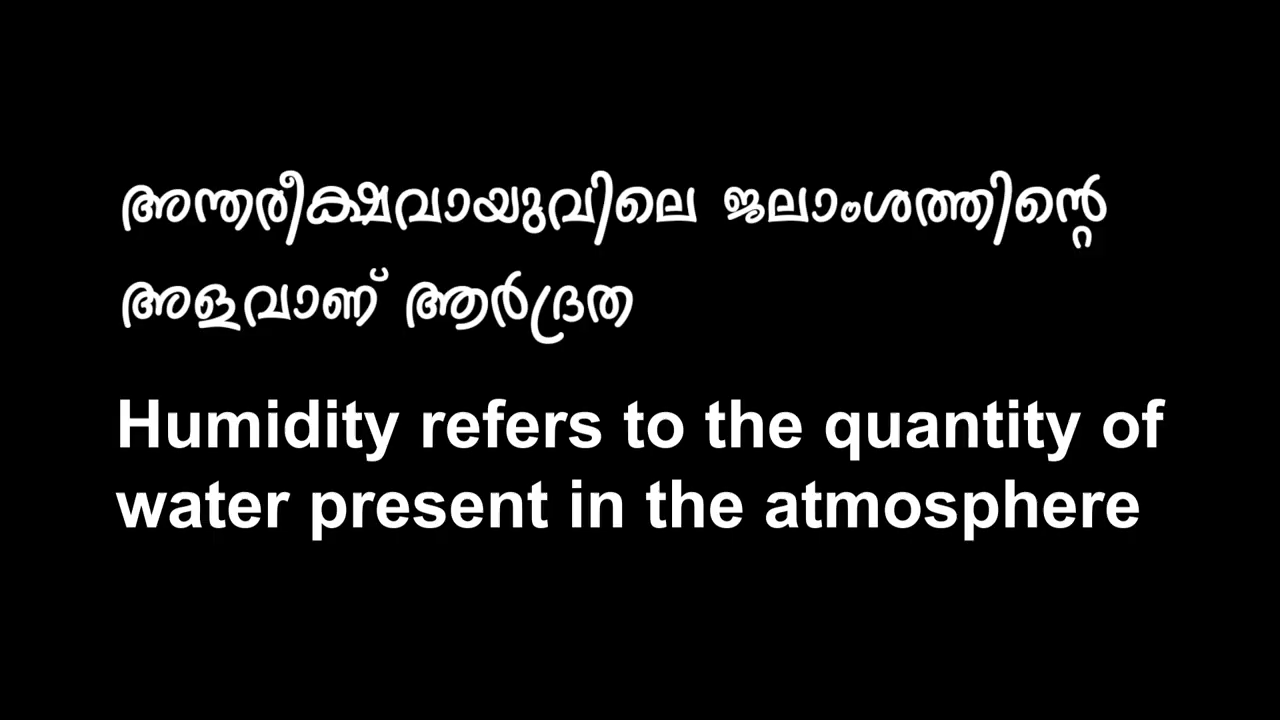 അന്തരീക്ഷവായുവിലെ ജലാംശത്തിന്റെ
അളവാണ് ആർദ്രത
Humidity refers to the quantity of
water present in the atmosphere